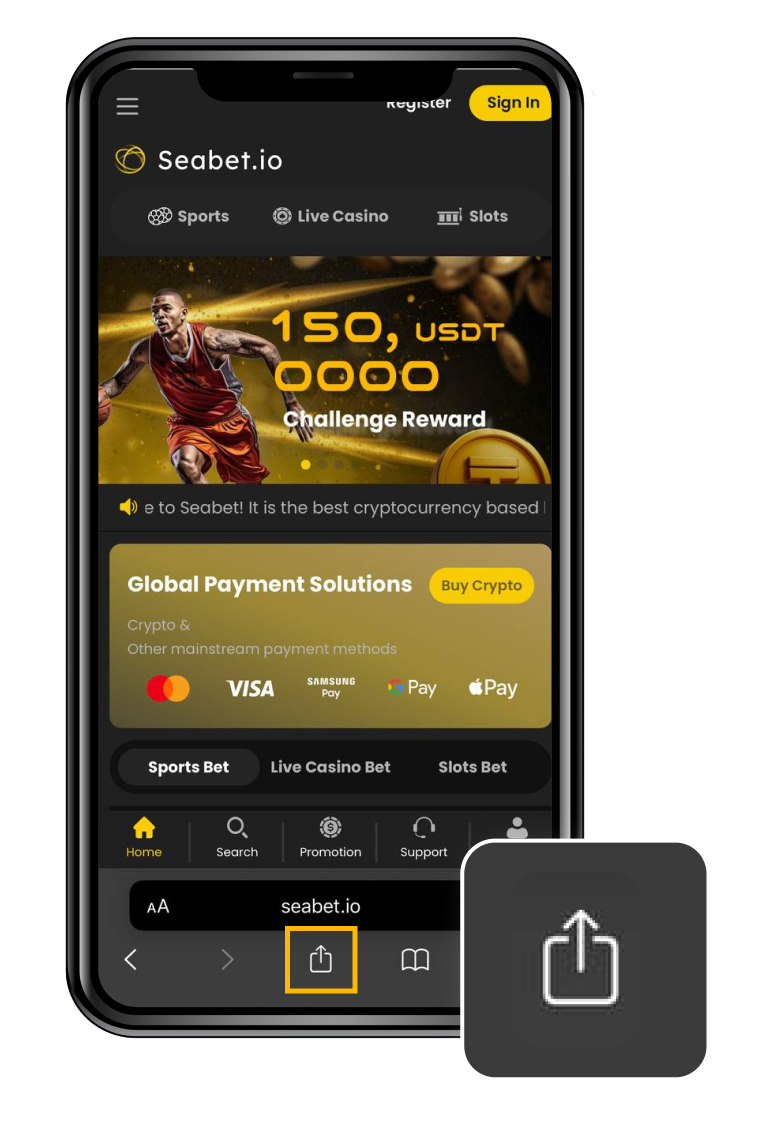 Register
Sign In
Seabet.io
Sports
Live Casino
Slots
150, USDT
0000
Challenge Reward
e to Seabet! It is the best cryptocurrency based
Global Payment Solutions
Buy Crypto
Crypto &
Other mainstream payment methods
VISA
SAMSUNG
Pay
G Pay
Pay
Sports Bet
Live Casino Bet
Slots Bet
Home
Search
Promotion
Support
AA
seabet.io